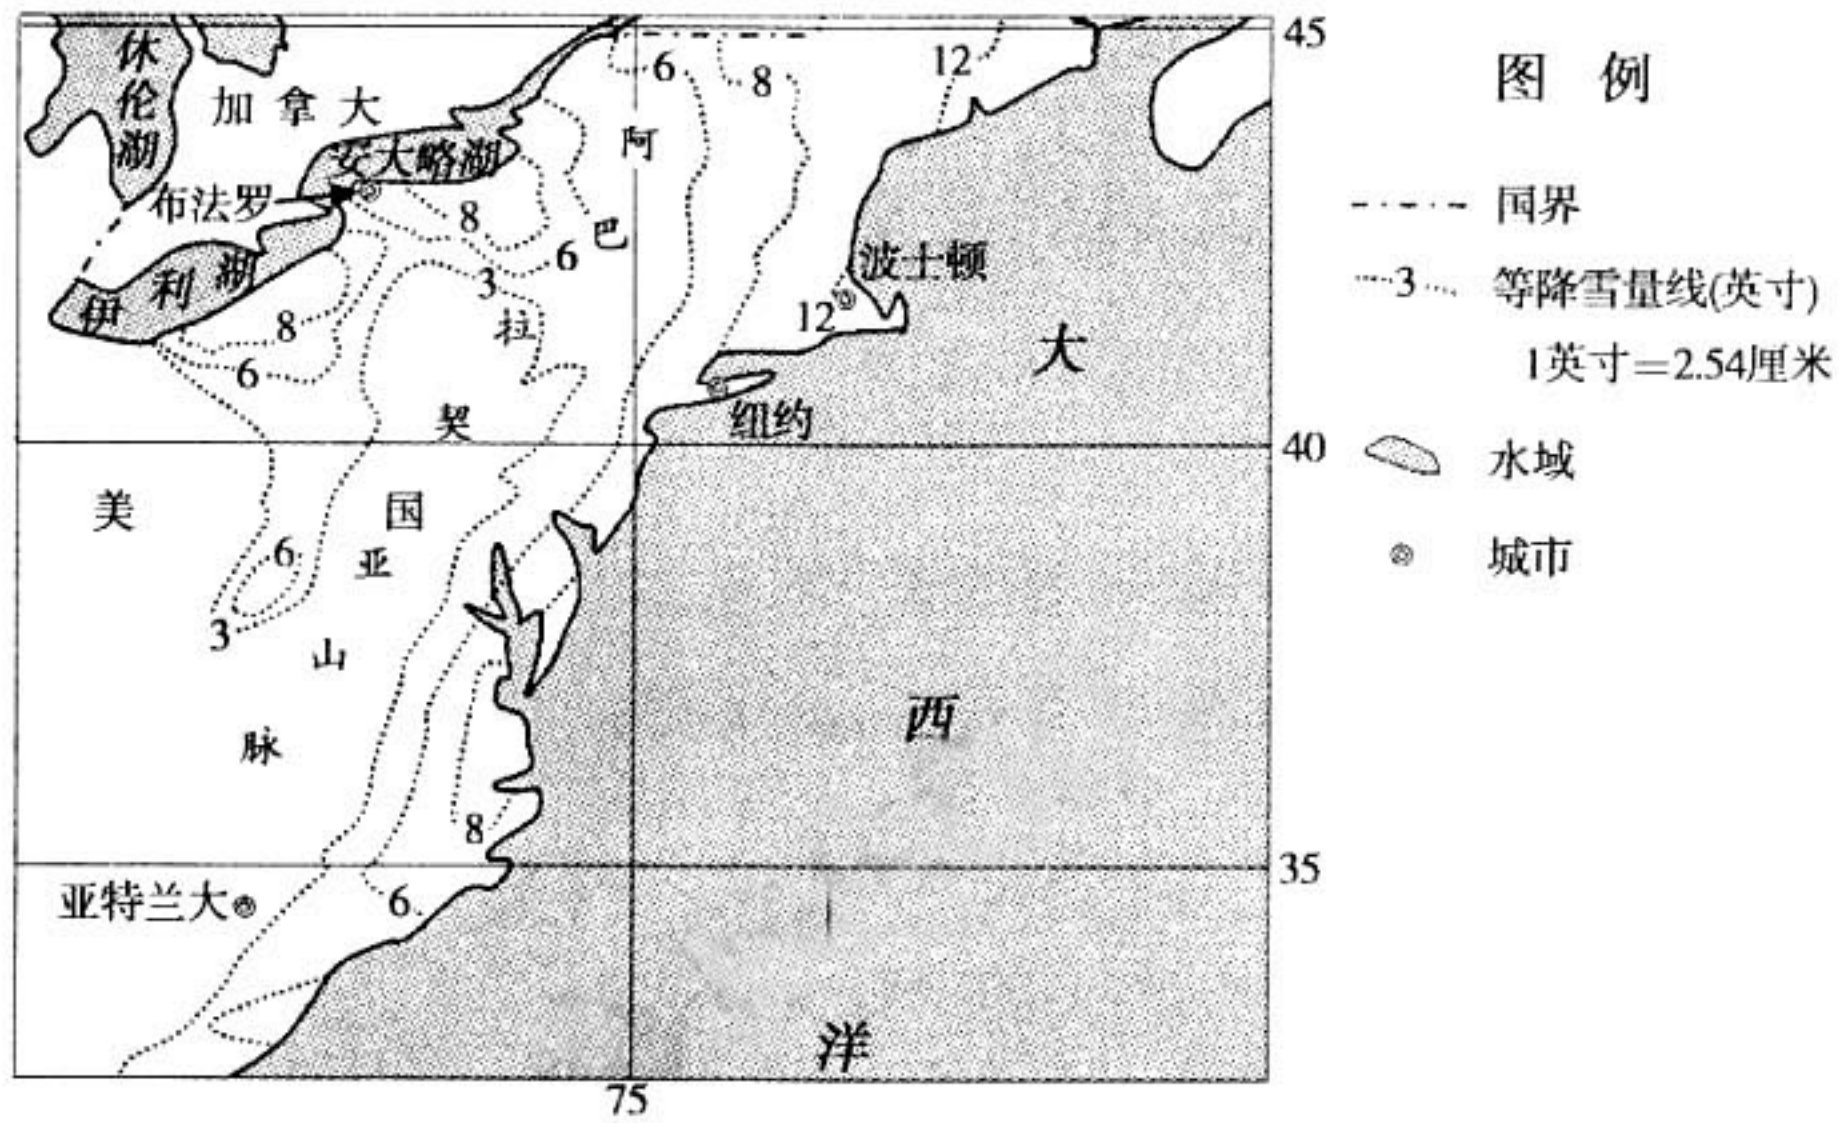 休伦湖
加拿大
安大略湖
布法罗
伊利湖
阿巴拉契亚山脉
美国
波士顿
纽约
亚特兰大
大西洋
6
8
12
8
6
3
8
6
12
6
3
8
6
45
40
35
75
图例
国界
3 等降雪量线(英寸)
1英寸=2.54厘米
水域
城市